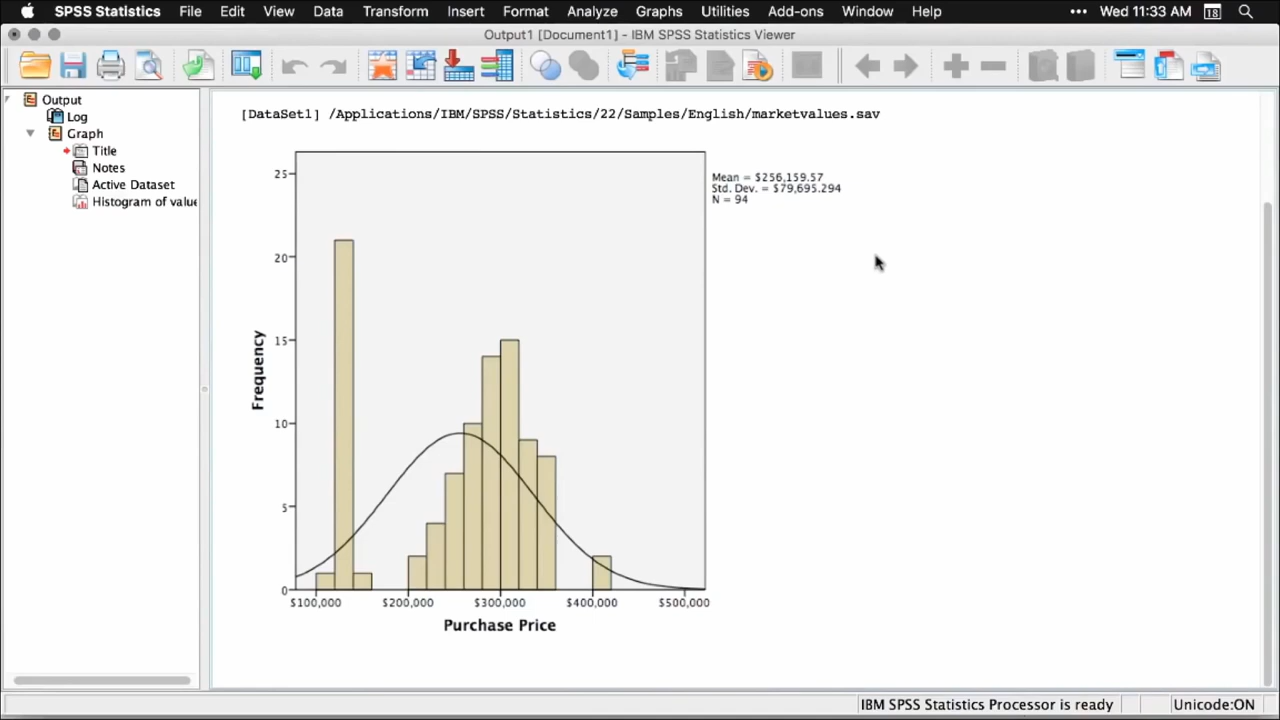 SPSS Statistics File Edit View Data Transform Insert Format Analyze Graphs Utilities Add-ons Window Help ••• Wed 11:33 AM 18
Output1 [Document1] - IBM SPSS Statistics Viewer
Output
Log
Graph
Title
Notes
Active Dataset
Histogram of value
[DataSet1] /Applications/IBM/SPSS/Statistics/22/Samples/English/marketvalues.sav
Mean = $256,159.57
Std. Dev. = $79,695.294
N = 94
25
20
15
10
5
0
Frequency
$100,000 $200,000 $300,000 $400,000 $500,000
Purchase Price
IBM SPSS Statistics Processor is ready Unicode:ON